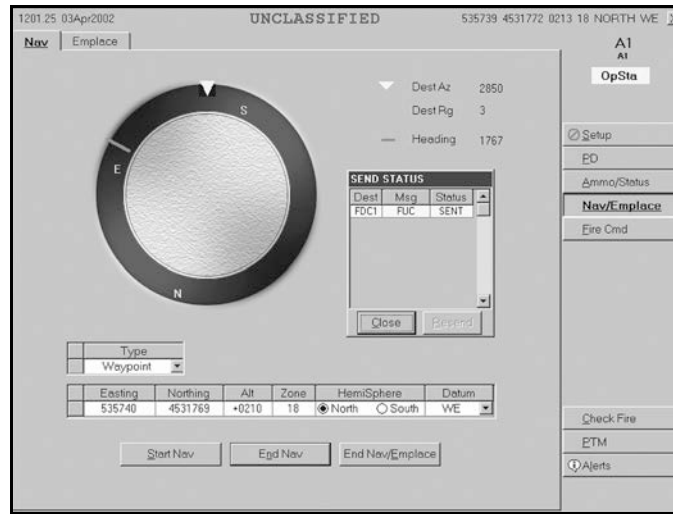 1201.25 03Apr2002 UNCLASSIFIED 535739 4531772 0213 18 NORTH WE
Nav Emplace
A1
A1
OpSta
S
E
N
Dest Az 2850
Dest Rg 3
Heading 1767
SEND STATUS
Dest Msg Status
FDC1 FUC SENT
Close Resend
Setup
PD
Ammo/Status
Nav/Emplace
Fire Cmd
Type
Waypoint
Easting Northing Alt Zone HemiSphere Datum
535740 4531769 +0210 18 North South WE
Start Nav End Nav End Nav/Emplace
Check Fire
PTM
Alerts